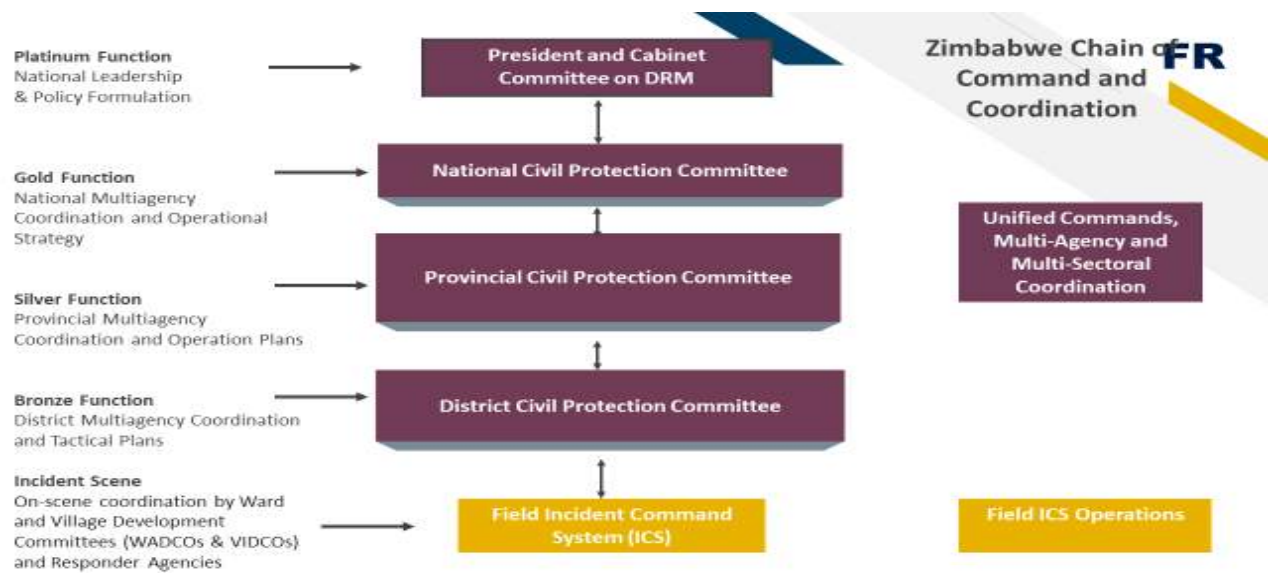 Platinum Function
National Leadership
& Policy Formulation
President and Cabinet
Committee on DRM
Zimbabwe Chain of
Command and
Coordination
FR
Gold Function
National Multiagency
Coordination and Operational
Strategy
National Civil Protection Committee
Unified Commands,
Multi-Agency and
Multi-Sectoral
Coordination
Silver Function
Provincial Multiagency
Coordination and Operation Plans
Provincial Civil Protection Committee
Bronze Function
District Multiagency Coordination
and Tactical Plans
District Civil Protection Committee
Incident Scene
On-scene coordination by Ward
and Village Development
Committees (WADCOs & VIDCOs)
and Responder Agencies
Field Incident Command
System (ICS)
Field ICS Operations